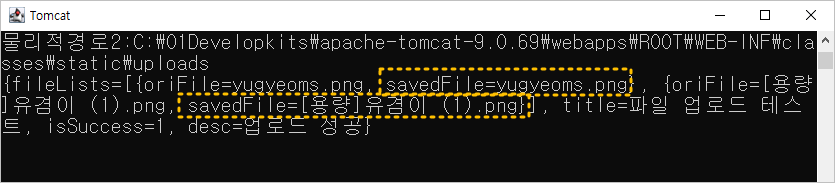 Tomcat
물리적경로2:C:₩01Developkits₩apache-tomcat-9.0.69₩webapps₩ROOT₩WEB-INF₩cla
sses₩static₩uploads
{fileLists=[{oriFile=yugyeoms.png, savedFile=yugyeoms.png}, {oriFile=[용량
]유겸이 (1).png, savedFile=[용량]유겸이 (1).png}], title=파일 업로드 테스
트, isSuccess=1, desc=업로드 성공}